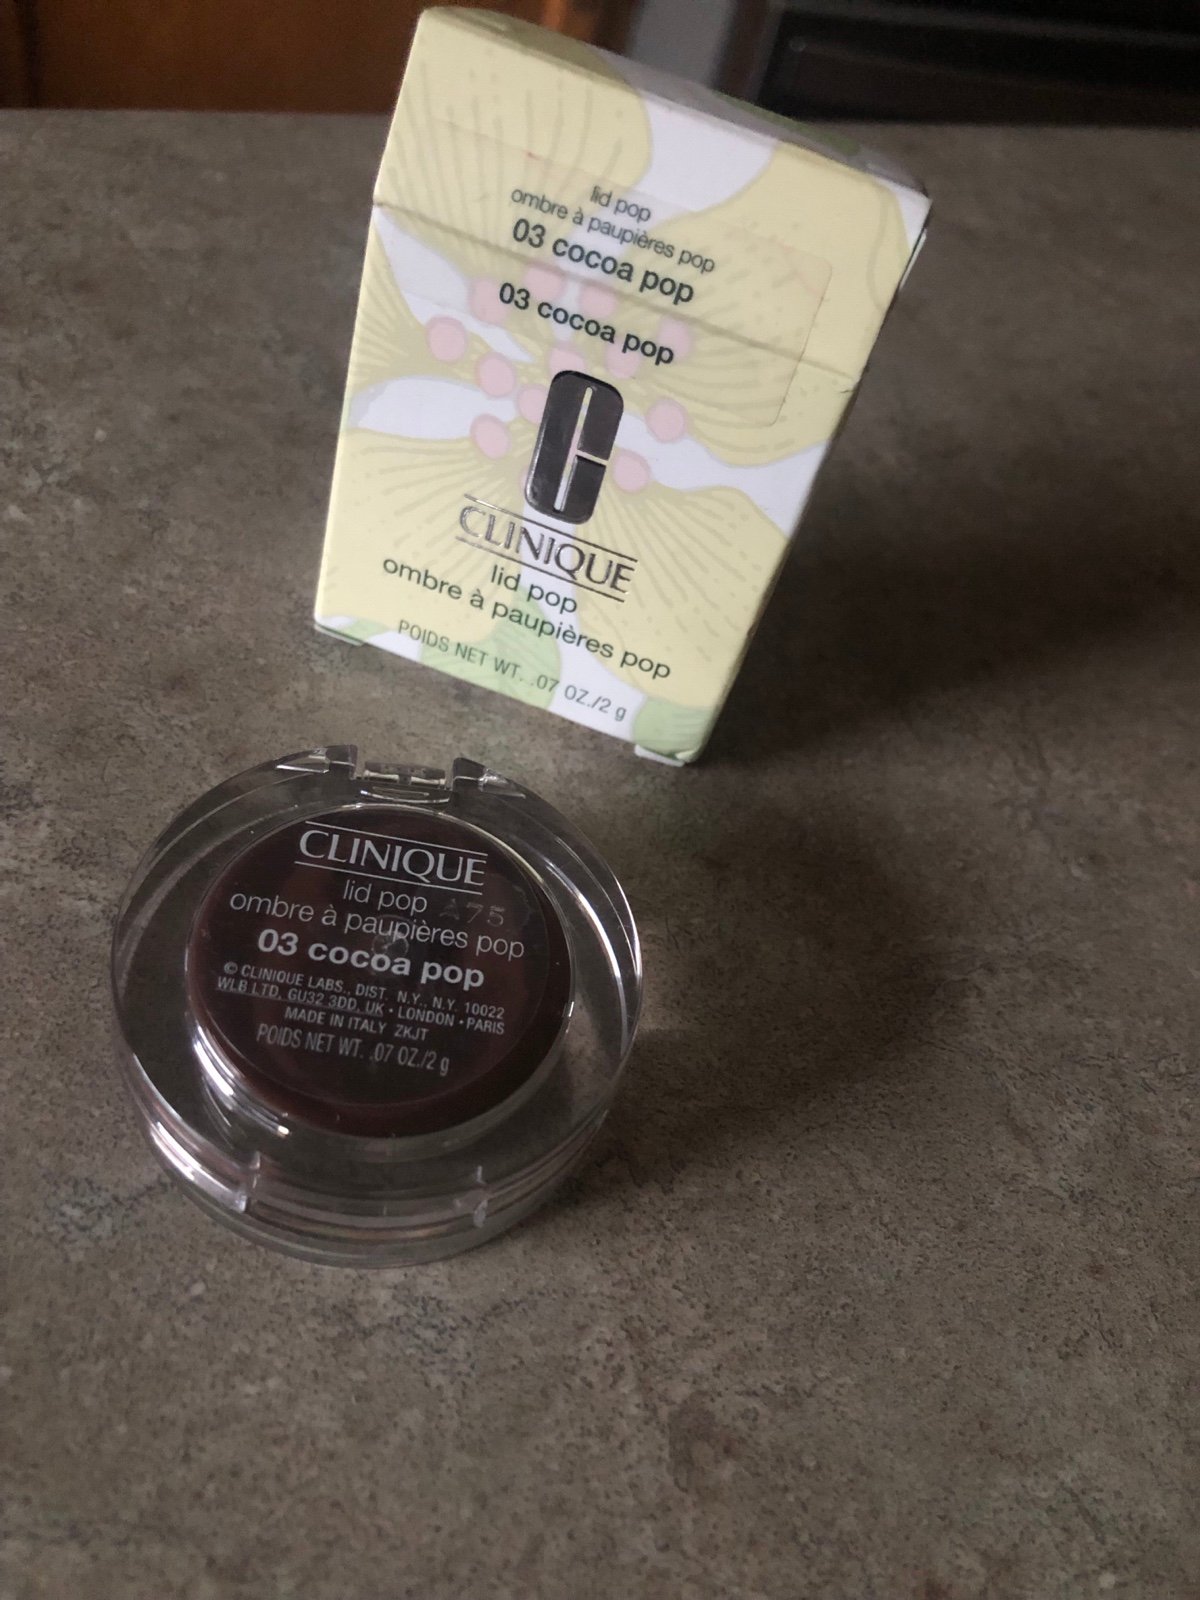 lid pop
ombre à paupières pop
03 cocoa pop
03 cocoa pop
CLINIQUE
lid pop
ombre à paupières pop
POIDS NET WT. .07 OZ./2 g
CLINIQUE
lid pop A75
ombre à paupières pop
03 cocoa pop
© CLINIQUE LABS., DIST. N.Y., N.Y. 10022
WLB LTD. GU32 3DD, UK • LONDON • PARIS
MADE IN ITALY ZKJT
POIDS NET WT. .07 OZ./2 g